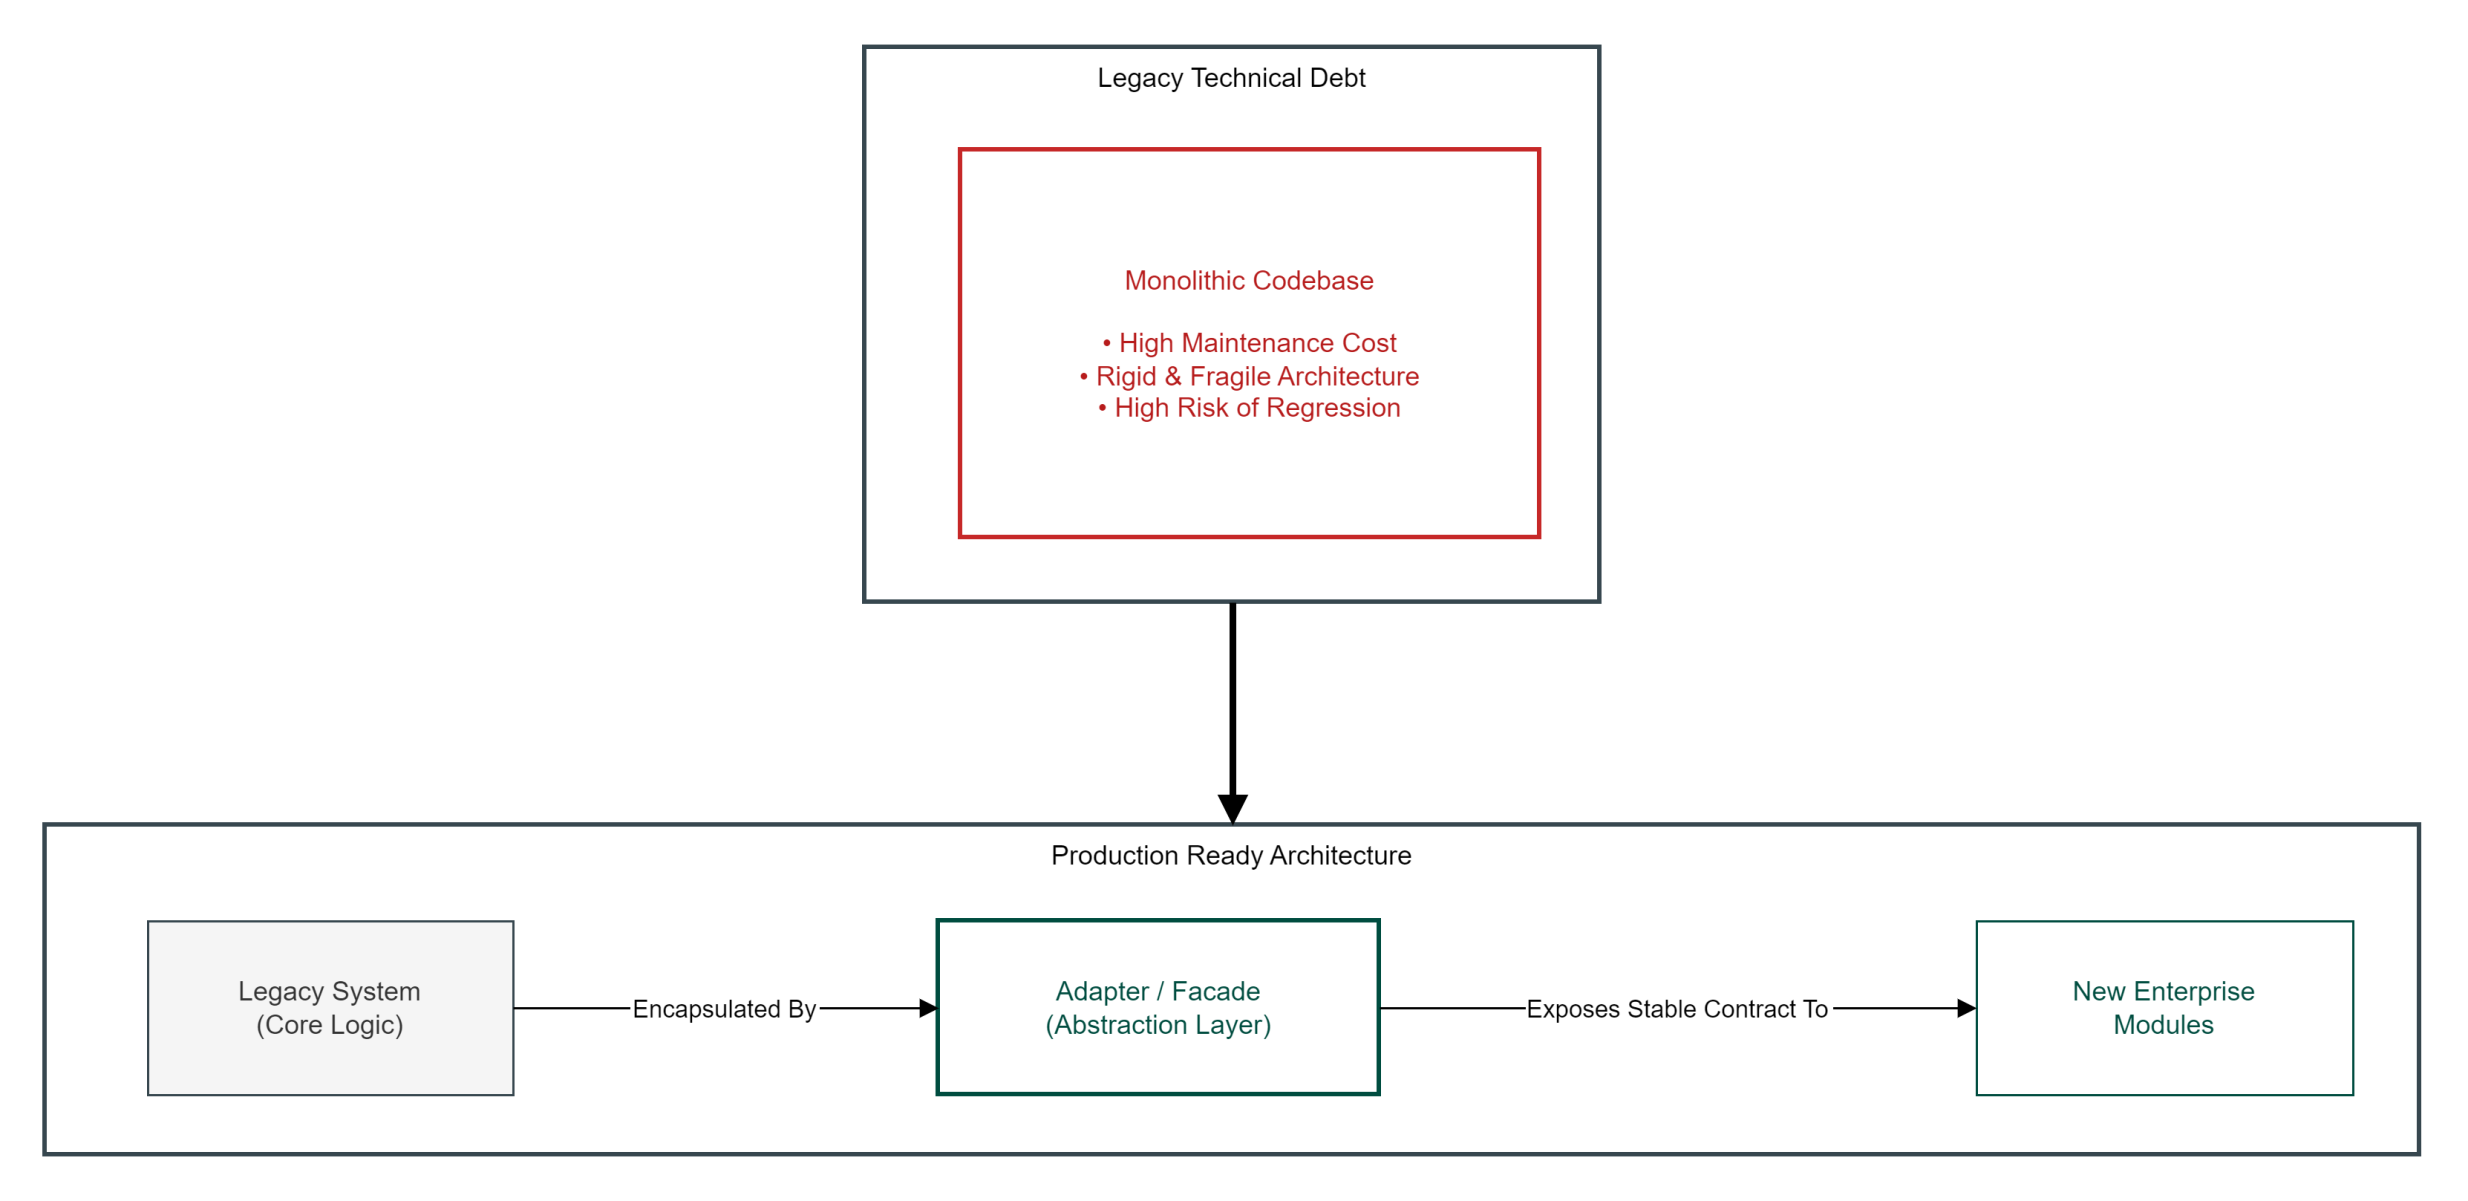 Legacy Technical Debt
Monolithic Codebase
• High Maintenance Cost
• Rigid & Fragile Architecture
• High Risk of Regression
Production Ready Architecture
Legacy System
(Core Logic)
Encapsulated By
Adapter / Facade
(Abstraction Layer)
Exposes Stable Contract To
New Enterprise
Modules